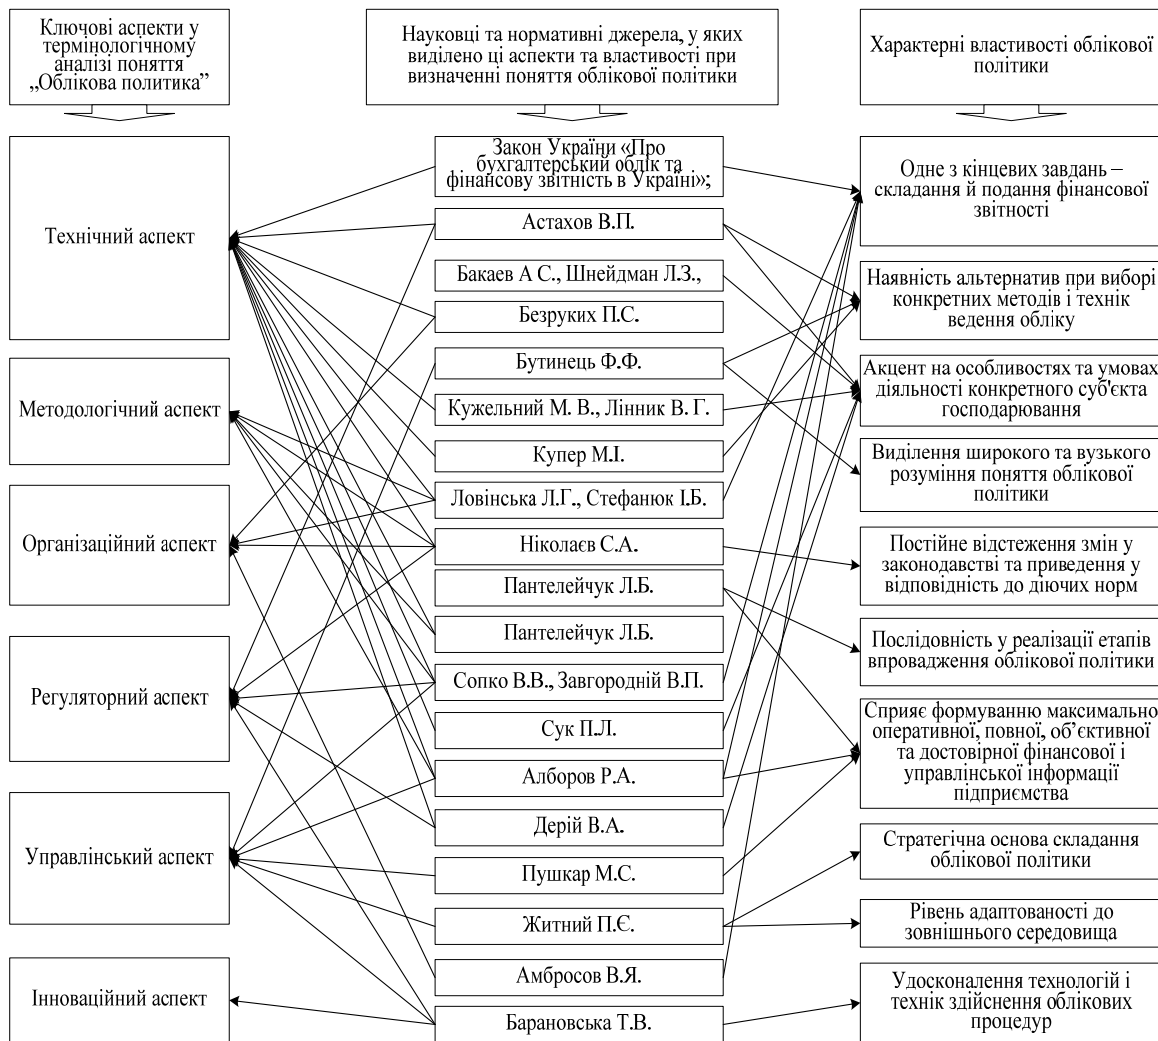 Ключові аспекти у
термінологічному
аналізі поняття
„Облікова политика”
Науковці та нормативні джерела, у яких
виділено ці аспекти та властивості при
визначенні поняття облікової політики
Характерні властивості облікової
політики
Технічний аспект
Методологічний аспект
Організаційний аспект
Регуляторний аспект
Управлінський аспект
Інноваційний аспект
Закон України «Про
бухгалтерський облік та
фінансову звітність в Україні»;
Астахов В.П.
Бакаев А С., Шнейдман Л.З.,
Безруких П.С.
Бутинець Ф.Ф.
Кужельний М. В., Лінник В. Г.
Купер М.І.
Ловінська Л.Г., Стефанюк І.Б.
Ніколаєв С.А.
Пантелейчук Л.Б.
Пантелейчук Л.Б.
Сопко В.В., Завгородній В.П.
Сук П.Л.
Алборов Р.А.
Дерій В.А.
Пушкар М.С.
Житний П.Є.
Амбросов В.Я.
Барановська Т.В.
Одне з кінцевих завдань –
складання й подання фінансової
звітності
Наявність альтернатив при виборі
конкретних методів і технік
ведення обліку
Акцент на особливостях та умовах
діяльності конкретного суб'єкта
господарювання
Виділення широкого та вузького
розуміння поняття облікової
політики
Постійне відстеження змін у
законодавстві та приведення у
відповідність до діючих норм
Послідовність у реалізації етапів
впровадження облікової політики
Сприяє формуванню максимально
оперативної, повної, об’єктивної
та достовірної фінансової і
управлінської інформації
підприємства
Стратегічна основа складання
облікової політики
Рівень адаптованості до
зовнішнього середовища
Удосконалення технологій і
технік здійснення облікових
процедур